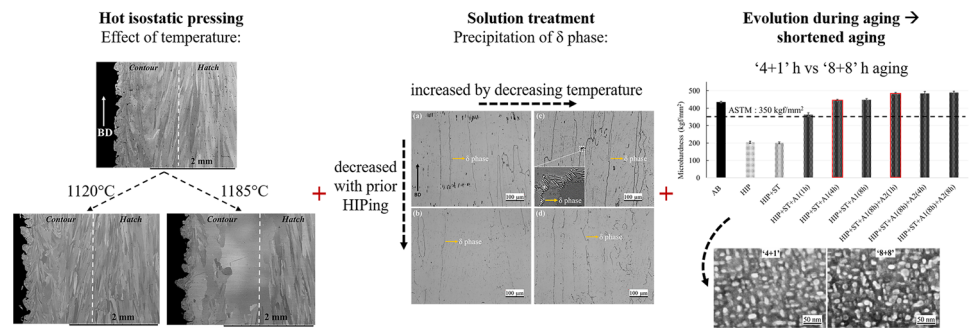 Hot isostatic pressing
Effect of temperature:
Contour
Hatch
BD
2 mm
1120°C
1185°C
Contour
Hatch
2 mm
Contour
Hatch
2 mm
+
Solution treatment
Precipitation of δ phase:
increased by decreasing temperature
decreased
with prior
HIPing
(a)
δ phase
BD
100 µm
(c)
δ phase
δ phase
100 µm
(b)
δ phase
100 µm
(d)
δ phase
100 µm
+
Evolution during aging →
shortened aging
‘4+1’ h vs ‘8+8’ h aging
Microhardness (kgf/mm²)
500
400
300
200
100
0
ASTM : 350 kgf/mm²
AB
HIP
HIP+ST
HIP+ST+A1(1h)
HIP+ST+A1(4h)
HIP+ST+A1(8h)
HIP+ST+A1(8h)+A2(1h)
HIP+ST+A1(8h)+A2(4h)
HIP+ST+A1(8h)+A2(8h)
‘4+1’
50 nm
‘8+8’
50 nm